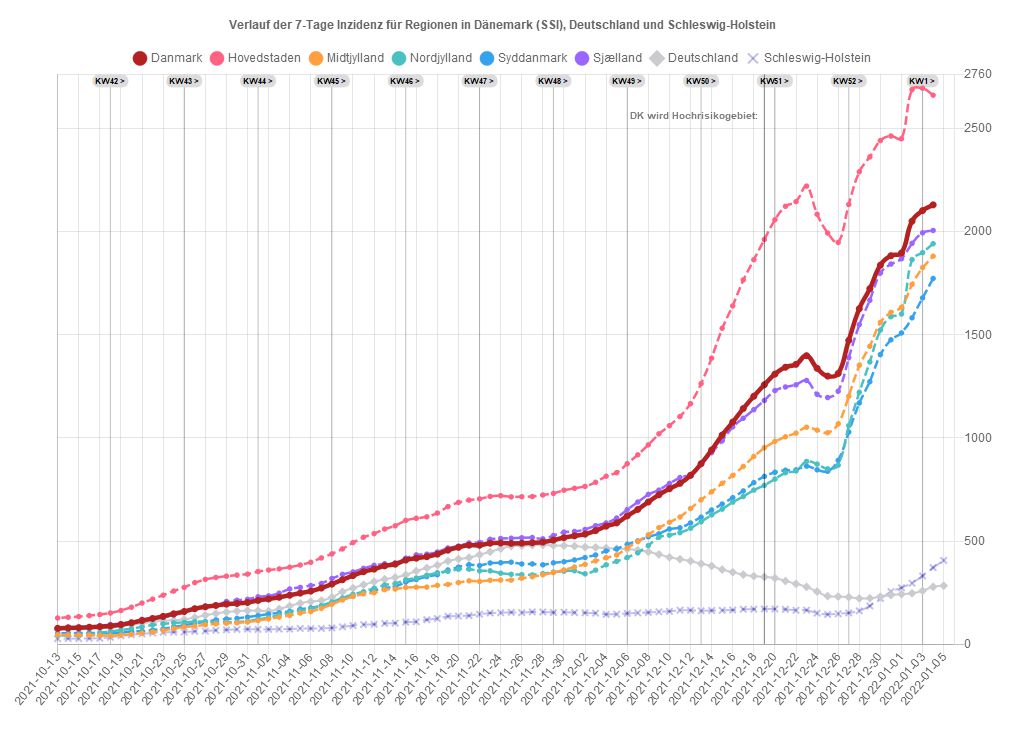 Verlauf der 7-Tage Inzidenz für Regionen in Dänemark (SSI), Deutschland und Schleswig-Holstein
Danmark Hovedstaden Midtjylland Nordjylland Syddanmark Sjælland Deutschland Schleswig-Holstein
KW42 > KW43 > KW44 > KW45 > KW46 > KW47 > KW48 > KW49 > KW50 > KW51 > KW52 > KW1 >
2760
DK wird Hochrisikogebiet:
2500
2000
1500
1000
500
0
2021-10-13 2021-10-15 2021-10-17 2021-10-19 2021-10-21 2021-10-23 2021-10-25 2021-10-27 2021-10-29 2021-10-31 2021-11-02 2021-11-04 2021-11-06 2021-11-08 2021-11-10 2021-11-12 2021-11-14 2021-11-16 2021-11-18 2021-11-20 2021-11-22 2021-11-24 2021-11-26 2021-11-28 2021-11-30 2021-12-02 2021-12-04 2021-12-06 2021-12-08 2021-12-10 2021-12-12 2021-12-14 2021-12-16 2021-12-18 2021-12-20 2021-12-22 2021-12-24 2021-12-26 2021-12-28 2021-12-30 2022-01-01 2022-01-03 2022-01-05